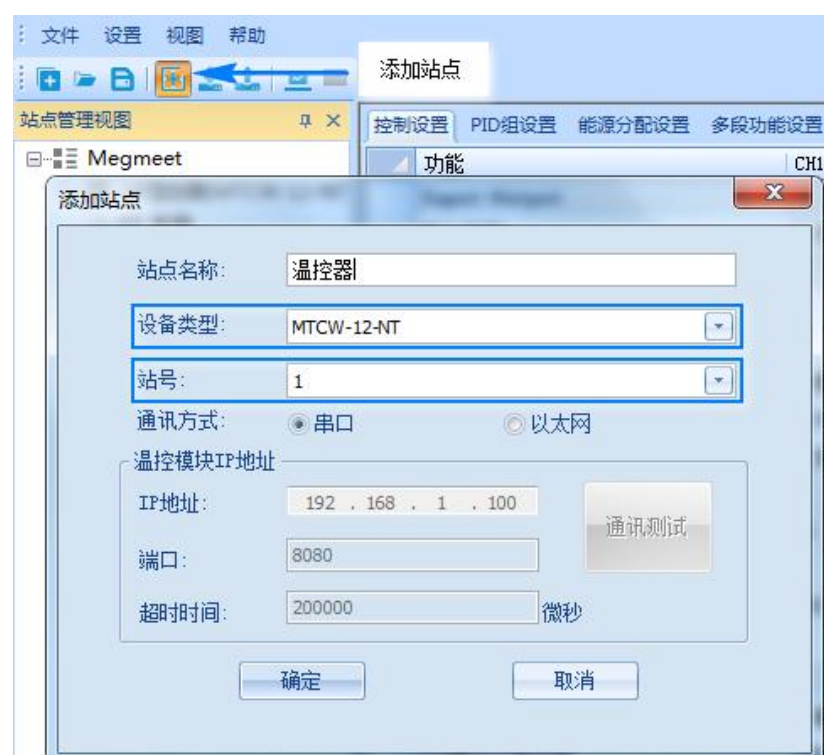 文件 设置 视图 帮助
添加站点
站点管理视图
控制设置 PID组设置 能源分配设置 多段功能设置
Megmeet
功能 CH1
添加站点
站点名称: 温控器
设备类型: MTCW-12-NT
站号: 1
通讯方式: 串口 以太网
温控模块IP地址
IP地址: 192 . 168 . 1 . 100
通讯测试
端口: 8080
超时时间: 200000 微秒
确定 取消